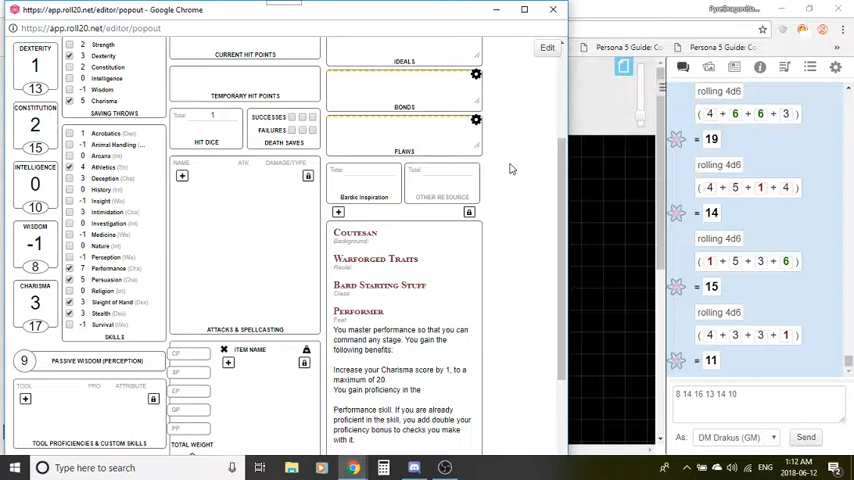 https://app.roll20.net/editor/popout - Google Chrome
https://app.roll20.net/editor/popout
Edit
DEXTERITY
1
13
CONSTITUTION
2
15
INTELLIGENCE
0
10
WISDOM
-1
8
CHARISMA
3
17
2 Strength
3 Dexterity
2 Constitution
0 Intelligence
-1 Wisdom
5 Charisma
SAVING THROWS
1 Acrobatics (Dex)
-1 Animal Handling (...
0 Arcana (Int)
4 Athletics (Str)
3 Deception (Cha)
0 History (Int)
-1 Insight (Wis)
3 Intimidation (Cha)
0 Investigation (Int)
-1 Medicine (Wis)
0 Nature (Int)
-1 Perception (Wis)
7 Performance (Cha)
5 Persuasion (Cha)
0 Religion (Int)
3 Sleight of Hand (Dex)
3 Stealth (Dex)
-1 Survival (Wis)
SKILLS
9 PASSIVE WISDOM (PERCEPTION)
TOOL PRO ATTRIBUTE
TOOL PROFICIENCIES & CUSTOM SKILLS
CURRENT HIT POINTS
TEMPORARY HIT POINTS
Total 1
HIT DICE
SUCCESSES
FAILURES
DEATH SAVES
NAME ATK DAMAGE/TYPE
ATTACKS & SPELLCASTING
CP
SP
EP
GP
PP
TOTAL WEIGHT
ITEM NAME
IDEALS
BONDS
FLAWS
Total
Bardic Inspiration
Total
OTHER RESOURCE
COUTESAN
Background:
WARFORGED TRAITS
Racial:
BARD STARTING STUFF
Class:
PERFORMER
Feat:
You master performance so that you can
command any stage. You gain the
following benefits:
Increase your Charisma score by 1, to a
maximum of 20.
You gain proficiency in the
Performance skill. If you are already
proficient in the skill, you add double your
proficiency bonus to checks you make
with it.
Persona 5 Guide: Co
Persona 5 Guide: C
rolling 4d6
( 4 + 6 + 6 + 3 )
= 19
rolling 4d6
( 4 + 5 + 1 + 4 )
= 14
rolling 4d6
( 1 + 5 + 3 + 6 )
= 15
rolling 4d6
( 4 + 3 + 3 + 1 )
= 11
8 14 16 13 14 10
As: DM Drakus (GM) Send
Type here to search
ENG
1:12 AM
2018-06-12
2